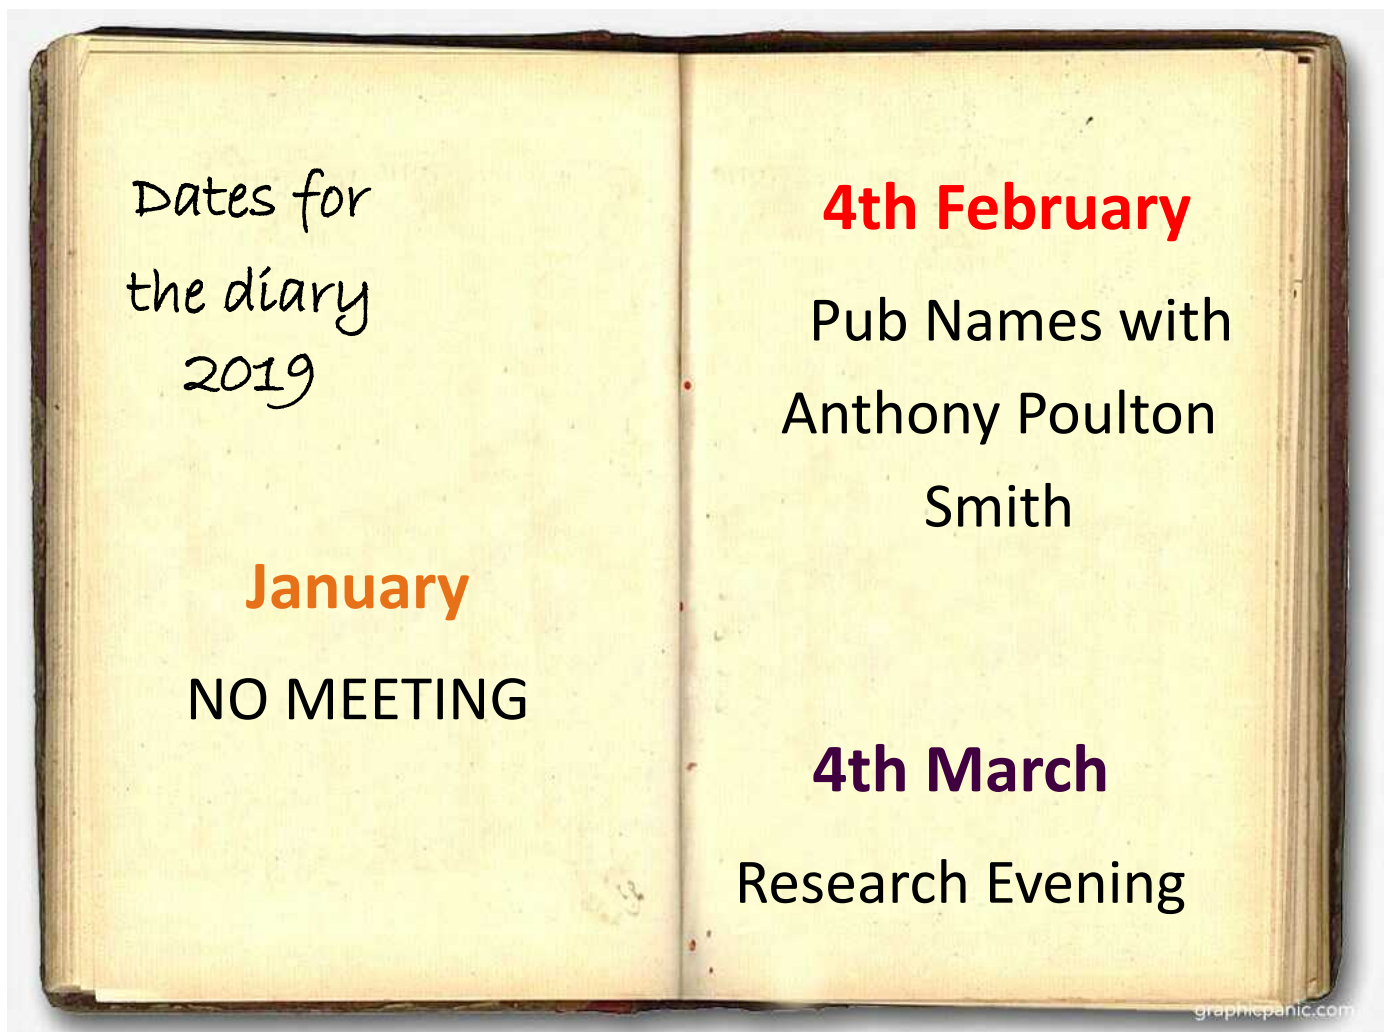 Dates for
the diary
2019
January
NO MEETING
4th February
Pub Names with
Anthony Poulton
Smith
4th March
Research Evening
graphicpanic.com